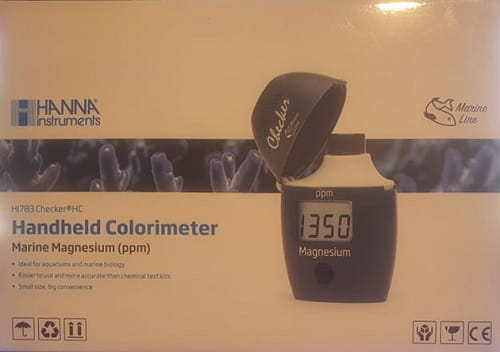 HANNA
instruments
Marine
Line
Checker
HI783 Checker®HC
Handheld Colorimeter
Marine Magnesium (ppm)
• Ideal for aquariums and marine biology
• Easier to use and more accurate than chemical test kits
• Small size, big convenience
ppm
1350
Magnesium
CE